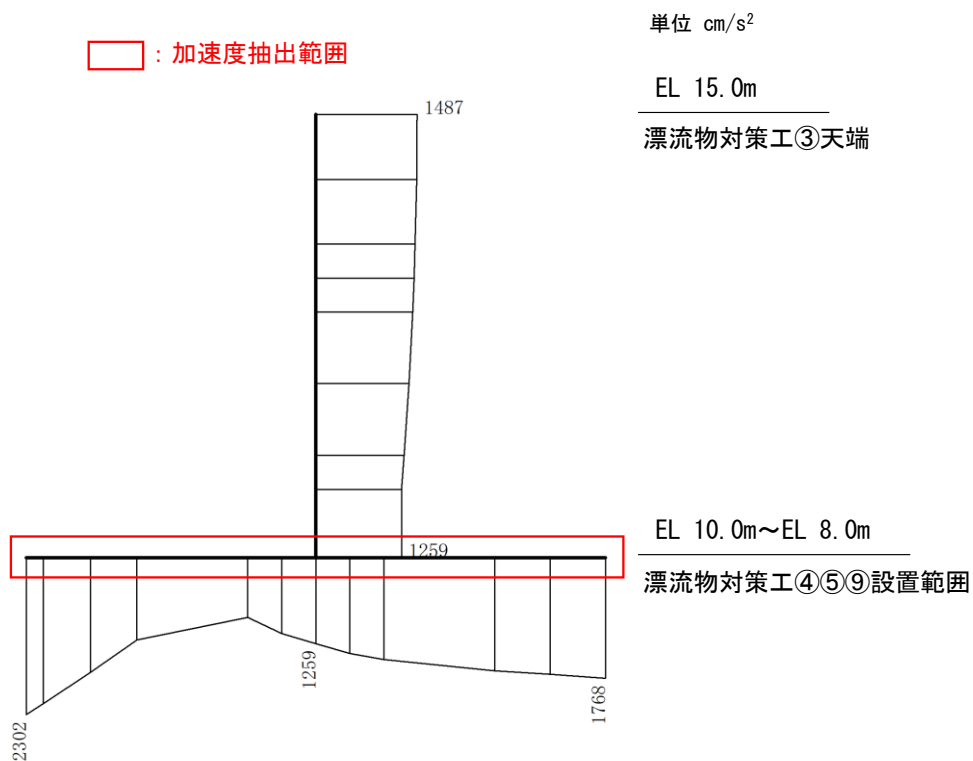 単位 cm/s²
：加速度抽出範囲
EL 15.0m
1487
漂流物対策工③天端
EL 10.0m～EL 8.0m
1259
漂流物対策工④⑤⑨設置範囲
1259
1768
2302